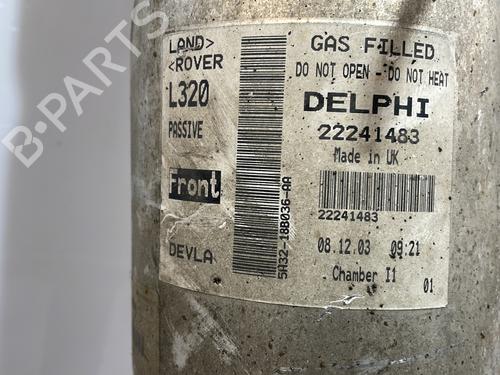 B-PARTS
LAND>
<ROVER
L320
PASSIVE
Front
DEVLA
5H32-18B036-AA
GAS FILLED
DO NOT OPEN - DO NOT HEAT
DELPHI
22241483
Made in UK
22241483
08.12.03 09:21
Chamber I1
01